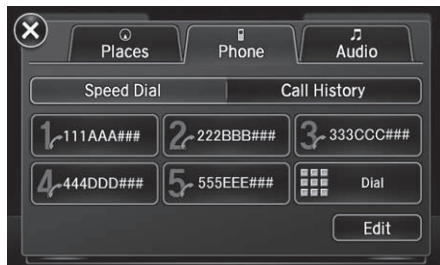 Places Phone Audio
Speed Dial Call History
1 111AAA### 2 222BBB### 3 333CCC###
4 444DDD### 5 555EEE### Dial
Edit